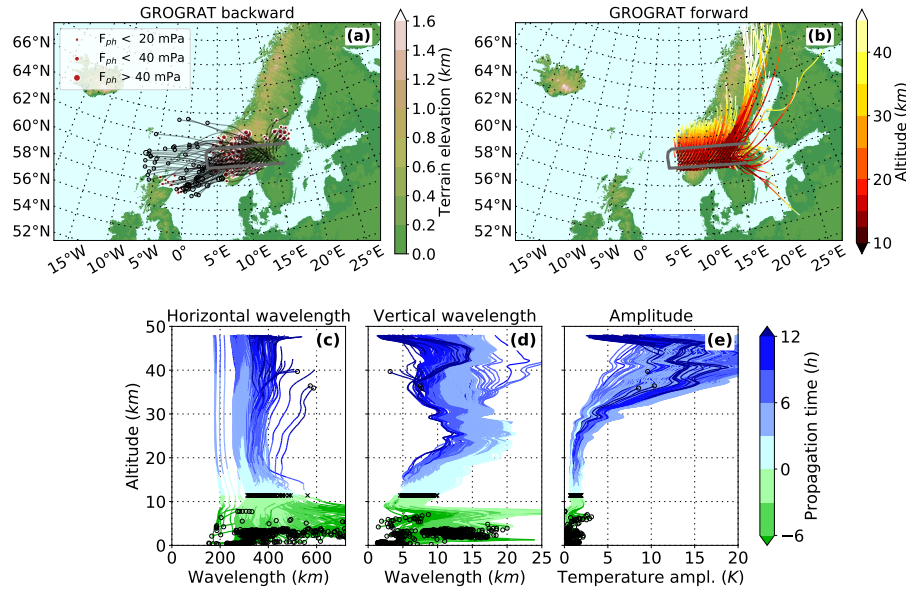 GROGRAT backward
GROGRAT forward
(a)
F_ph < 20 mPa
F_ph < 40 mPa
F_ph > 40 mPa
66°N
64°N
62°N
60°N
58°N
56°N
54°N
52°N
15°W
10°W
5°W
0°
5°E
10°E
15°E
20°E
25°E
1.6
1.4
1.2
1.0
0.8
0.6
0.4
0.2
0.0
Terrain elevation (km)
(b)
66°N
64°N
62°N
60°N
58°N
56°N
54°N
52°N
15°W
10°W
5°W
0°
5°E
10°E
15°E
20°E
25°E
40
30
20
10
Altitude (km)
Horizontal wavelength
Vertical wavelength
Amplitude
(c)
(d)
(e)
50
40
30
20
10
0
Altitude (km)
0
200
400
600
Wavelength (km)
0
5
10
15
20
25
Wavelength (km)
0
5
10
15
20
Temperature ampl. (K)
12
6
0
−6
Propagation time (h)